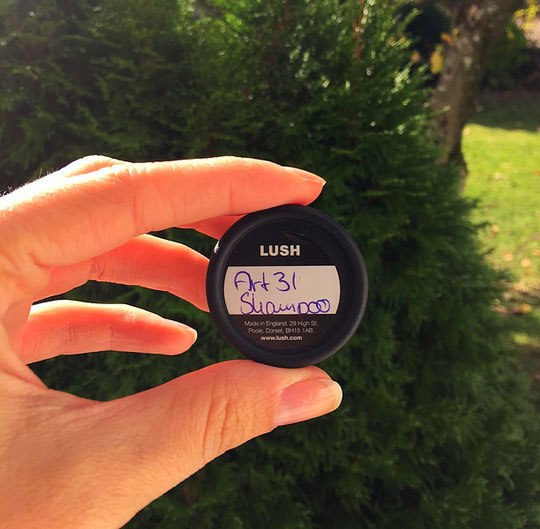 LUSH
Art 31
Shampoo
Made in England. 29 High St,
Poole, Dorset, BH15 1AB.
www.lush.com